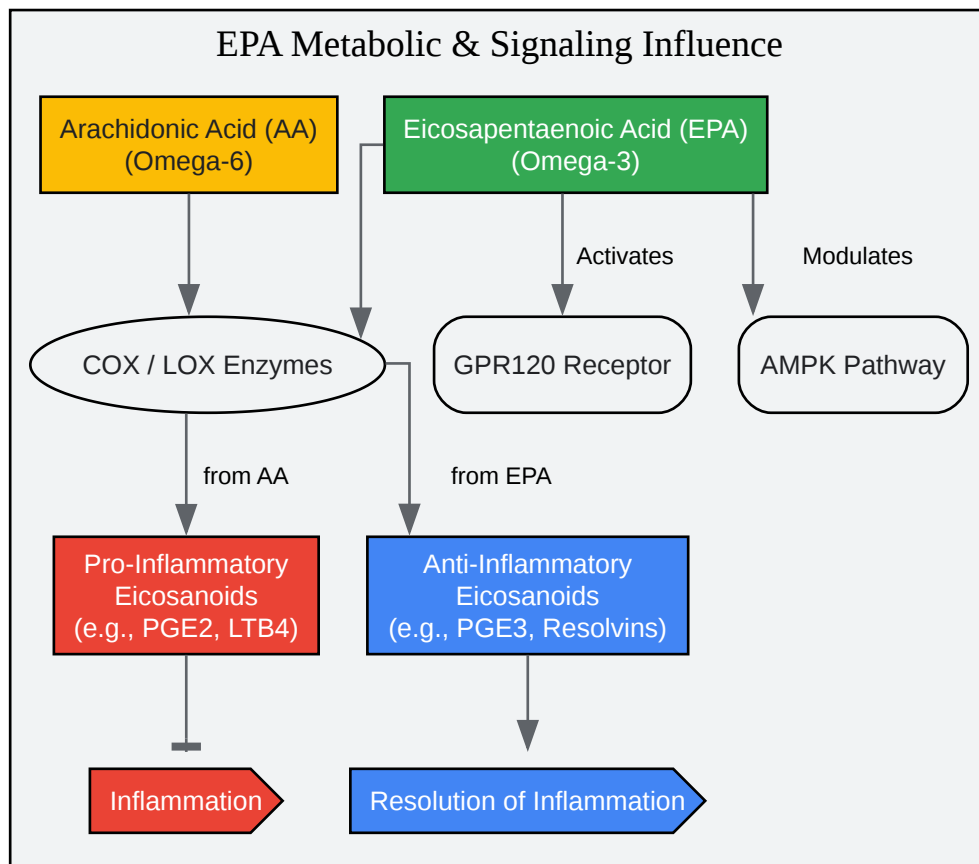 EPA Metabolic & Signaling Influence
Arachidonic Acid (AA)
(Omega-6)
Eicosapentaenoic Acid (EPA)
(Omega-3)
Activates
Modulates
COX / LOX Enzymes
GPR120 Receptor
AMPK Pathway
from AA
from EPA
Pro-Inflammatory
Eicosanoids
(e.g., PGE2, LTB4)
Anti-Inflammatory
Eicosanoids
(e.g., PGE3, Resolvins)
Inflammation
Resolution of Inflammation